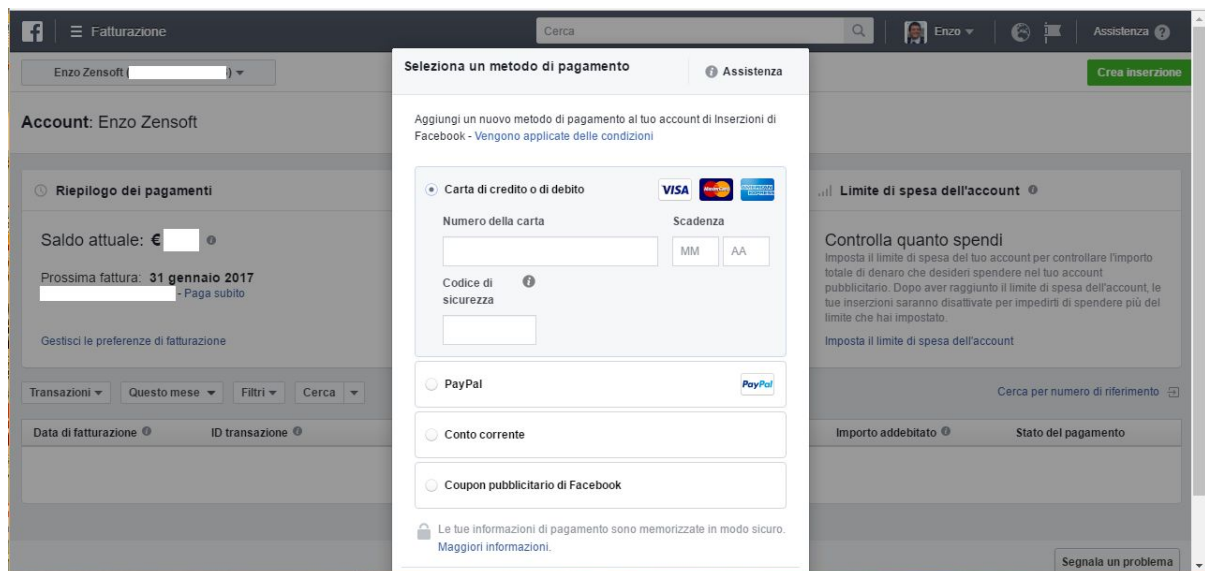 Fatturazione
Cerca
Enzo
Assistenza
Enzo Zensoft ( )
Crea inserzione
Account: Enzo Zensoft
Seleziona un metodo di pagamento
Assistenza
Aggiungi un nuovo metodo di pagamento al tuo account di Inserzioni di
Facebook - Vengono applicate delle condizioni
Carta di credito o di debito
VISA
MasterCard
AMERICAN EXPRESS
Numero della carta
Scadenza
MM
AA
Codice di
sicurezza
PayPal
PayPal
Conto corrente
Coupon pubblicitario di Facebook
Le tue informazioni di pagamento sono memorizzate in modo sicuro.
Maggiori informazioni.
Riepilogo dei pagamenti
Saldo attuale: €
Prossima fattura: 31 gennaio 2017
- Paga subito
Gestisci le preferenze di fatturazione
Limite di spesa dell'account
Controlla quanto spendi
Imposta il limite di spesa del tuo account per controllare l'importo
totale di denaro che desideri spendere nel tuo account
pubblicitario. Dopo aver raggiunto il limite di spesa dell'account, le
tue inserzioni saranno disattivate per impedirti di spendere più del
limite che hai impostato.
Imposta il limite di spesa dell'account
Transazioni
Questo mese
Filtri
Cerca
Cerca per numero di riferimento
Data di fatturazione
ID transazione
Importo addebitato
Stato del pagamento
Segnala un problema